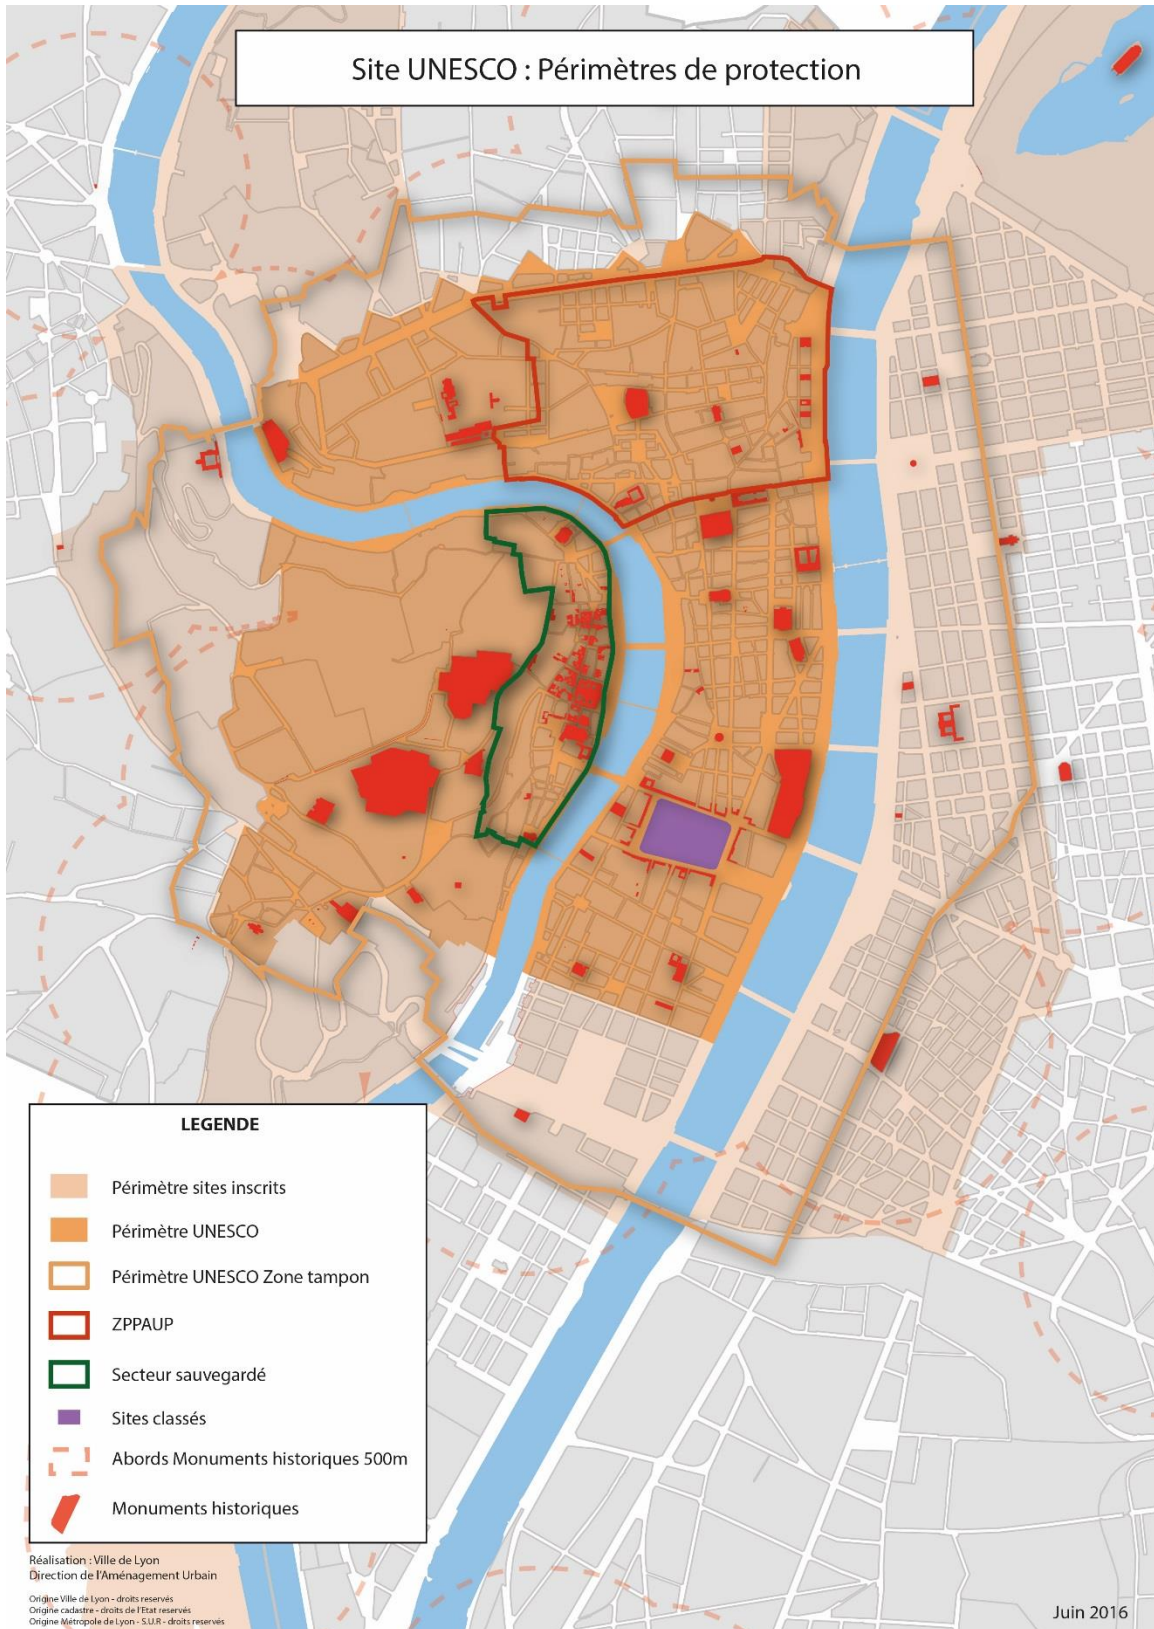 Site UNESCO : Périmètres de protection
LEGENDE
Périmètre sites inscrits
Périmètre UNESCO
Périmètre UNESCO Zone tampon
ZPPAUP
Secteur sauvegardé
Sites classés
Abords Monuments historiques 500m
Monuments historiques
Réalisation : Ville de Lyon
Direction de l'Aménagement Urbain
Origine Ville de Lyon - droits reservés
Origine cadastre - droits de l'Etat reservés
Origine Métropole de Lyon - S.U.R - droits reservés
Juin 2016